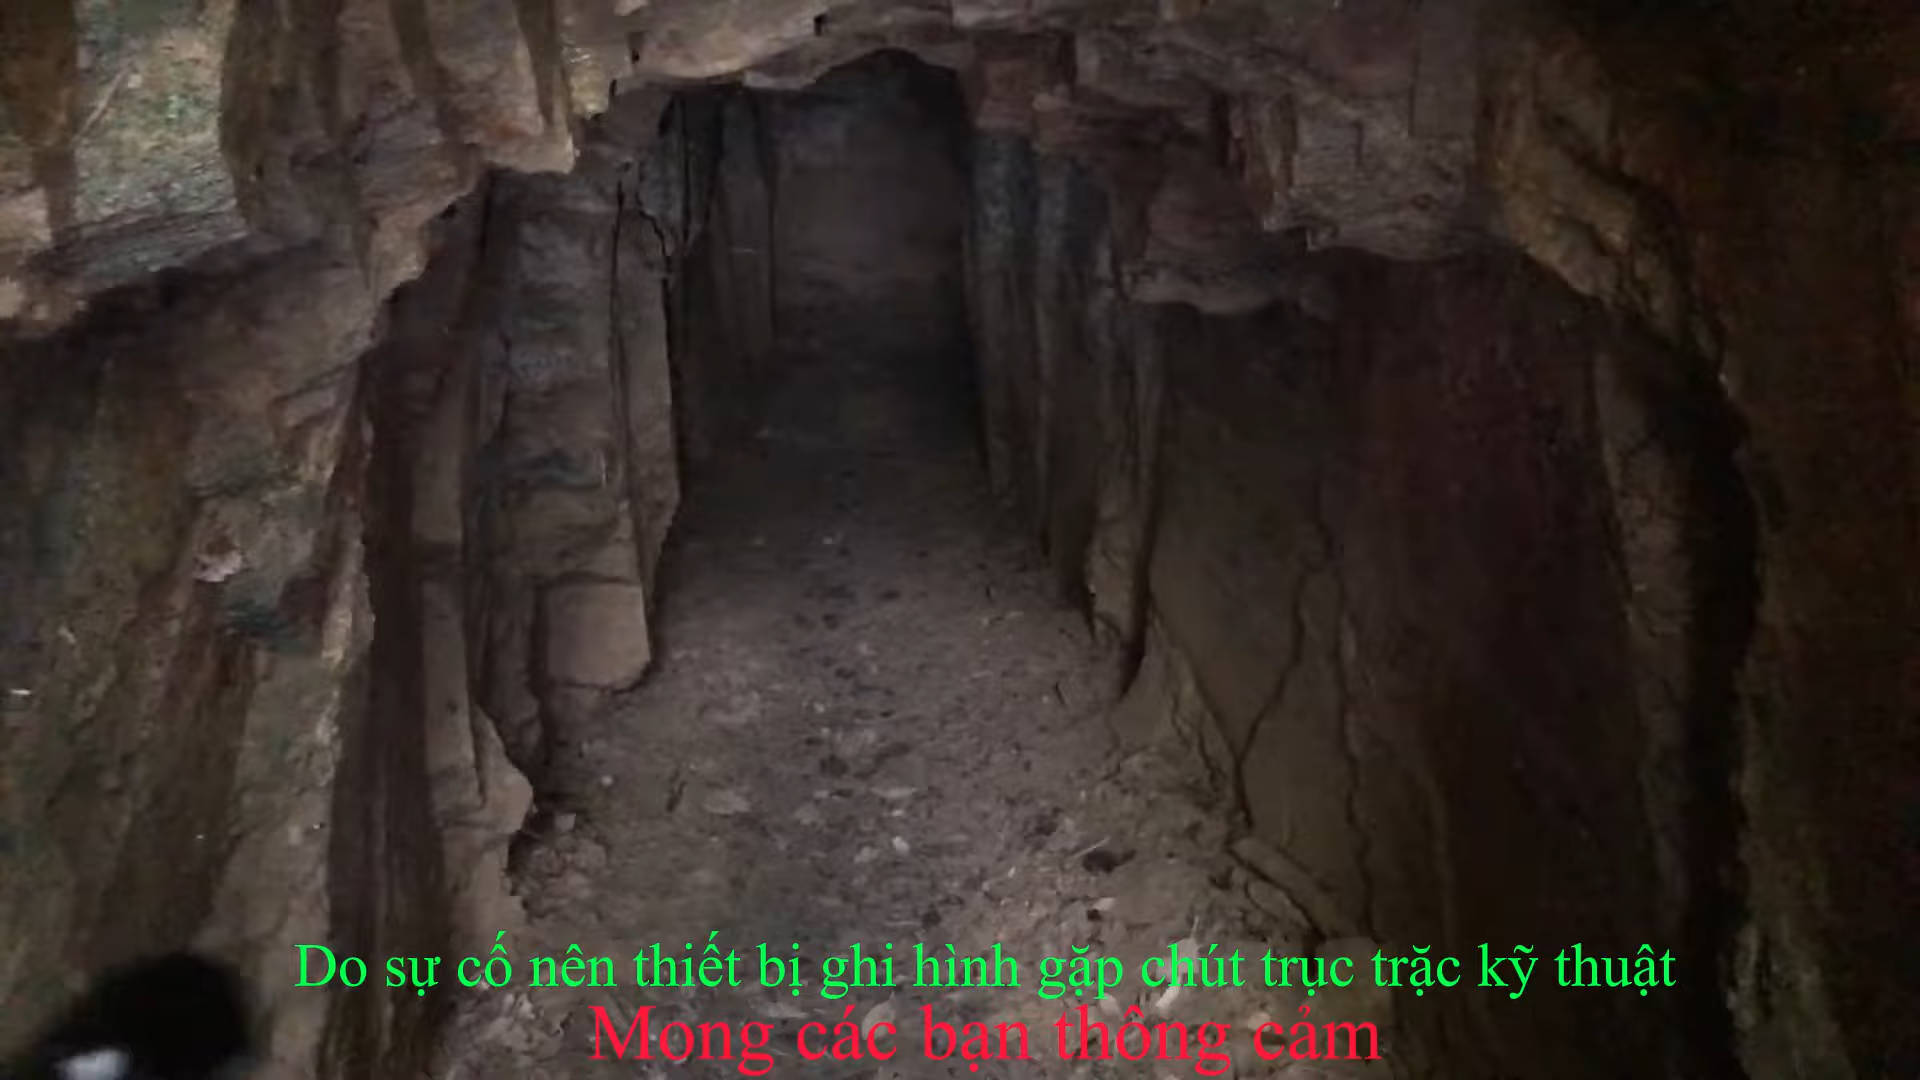 Do sự cố nên thiết bị ghi hình gặp chút trục trặc kỹ thuật
Mong các bạn thông cảm